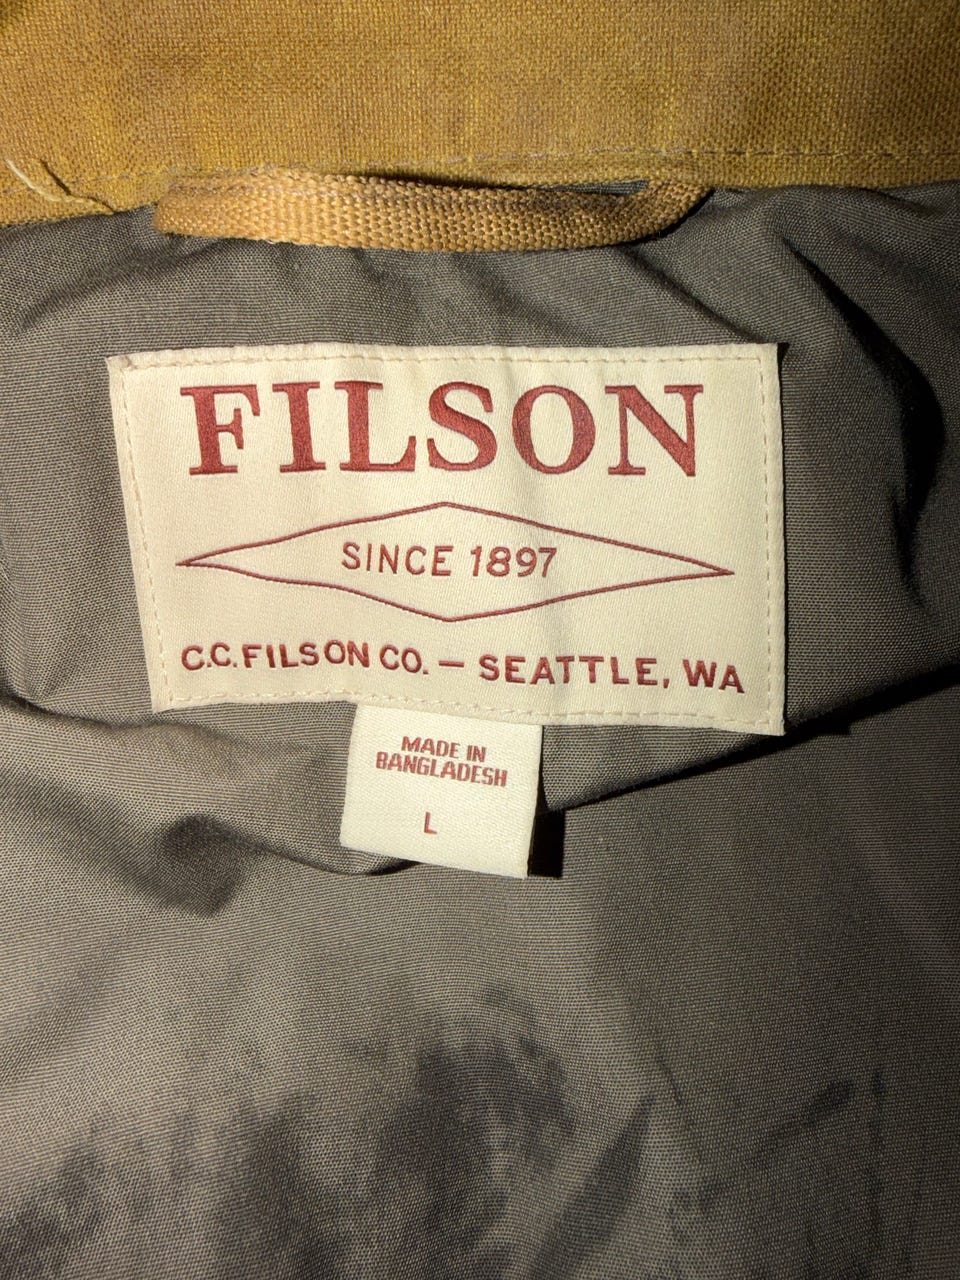 FILSON
SINCE 1897
C.C. FILSON CO. — SEATTLE, WA
MADE IN
BANGLADESH
L